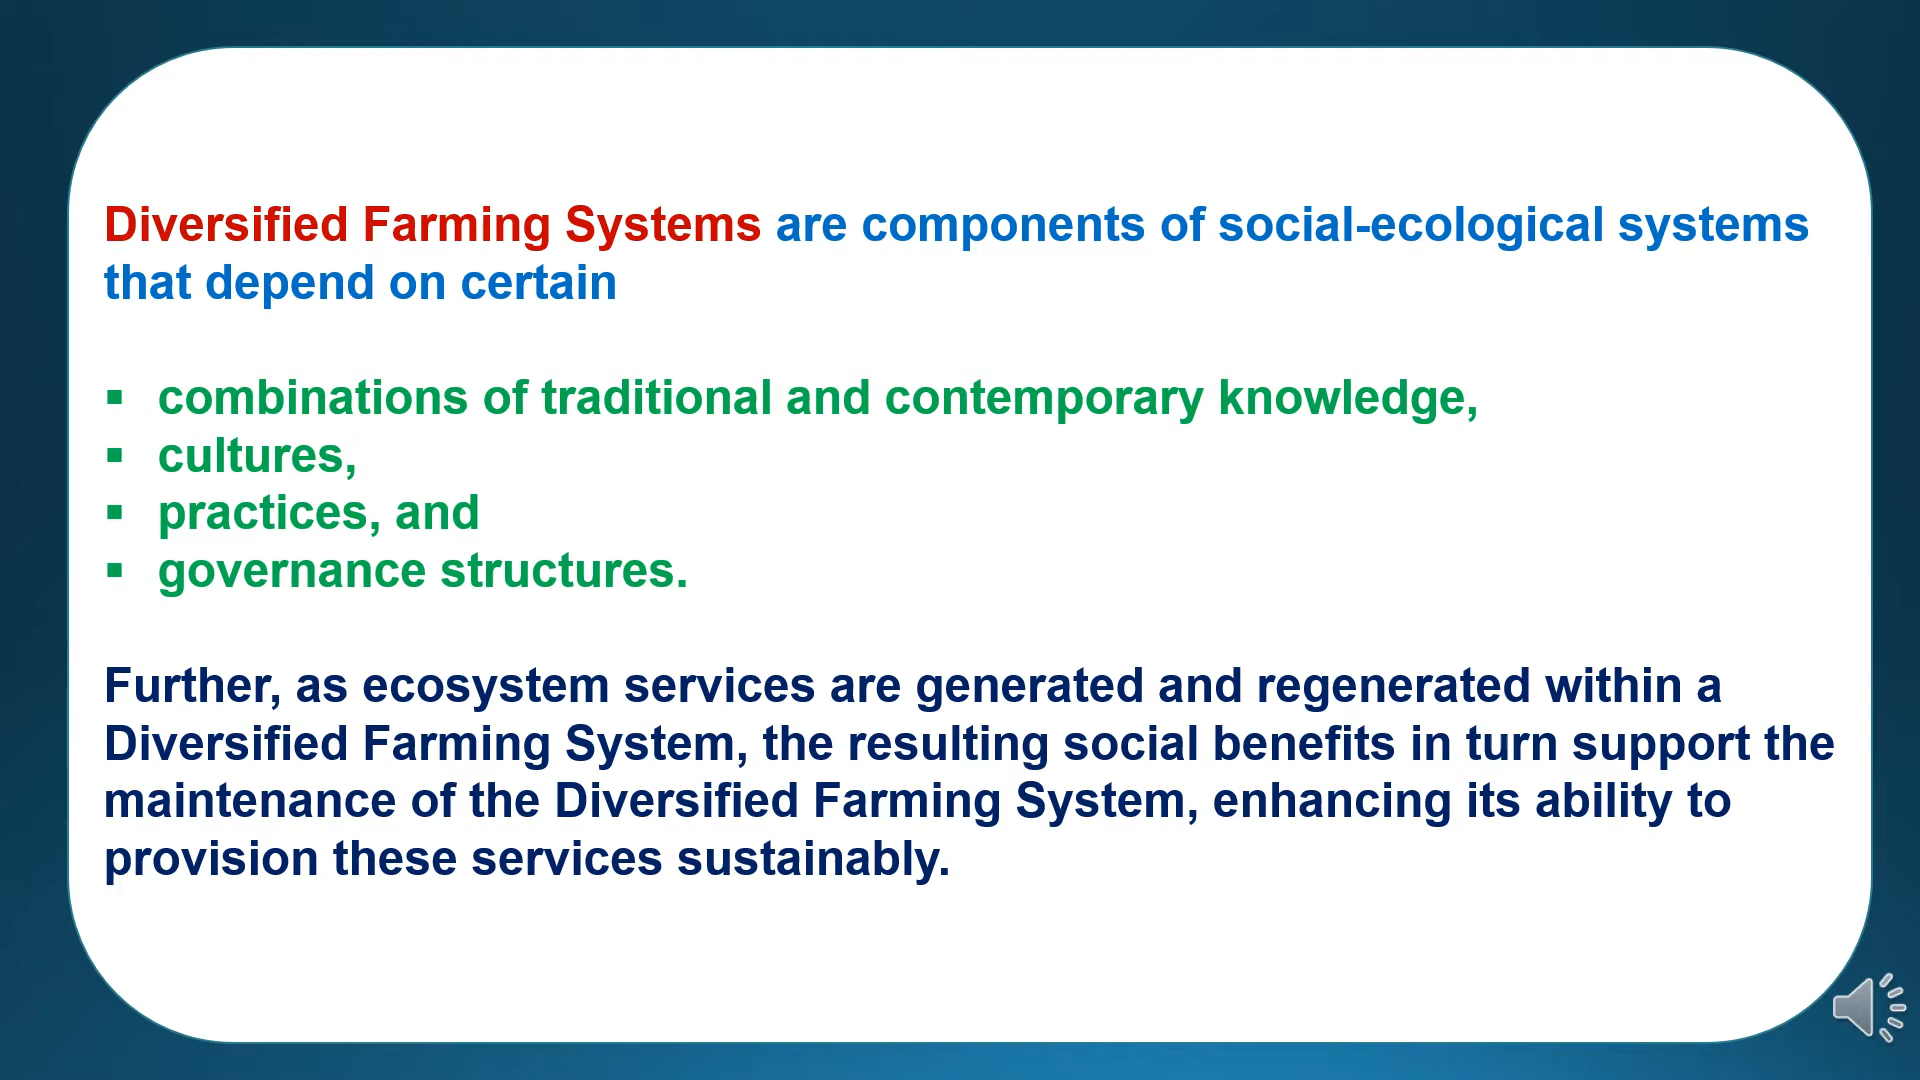 Diversified Farming Systems are components of social-ecological systems
that depend on certain
▪ combinations of traditional and contemporary knowledge,
▪ cultures,
▪ practices, and
▪ governance structures.
Further, as ecosystem services are generated and regenerated within a
Diversified Farming System, the resulting social benefits in turn support the
maintenance of the Diversified Farming System, enhancing its ability to
provision these services sustainably.